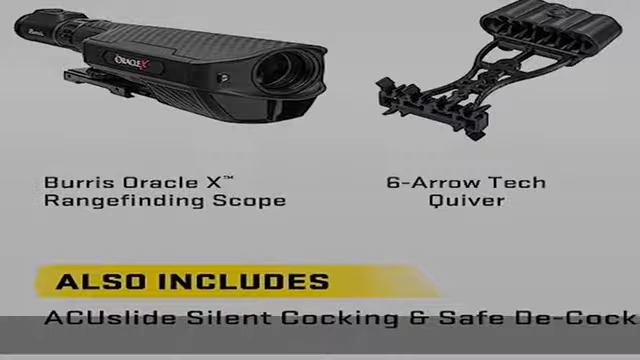 Burris
ORACLE X
Burris Oracle X™
Rangefinding Scope
6-Arrow Tech
Quiver
ALSO INCLUDES
ACUslide Silent Cocking & Safe De-Cock